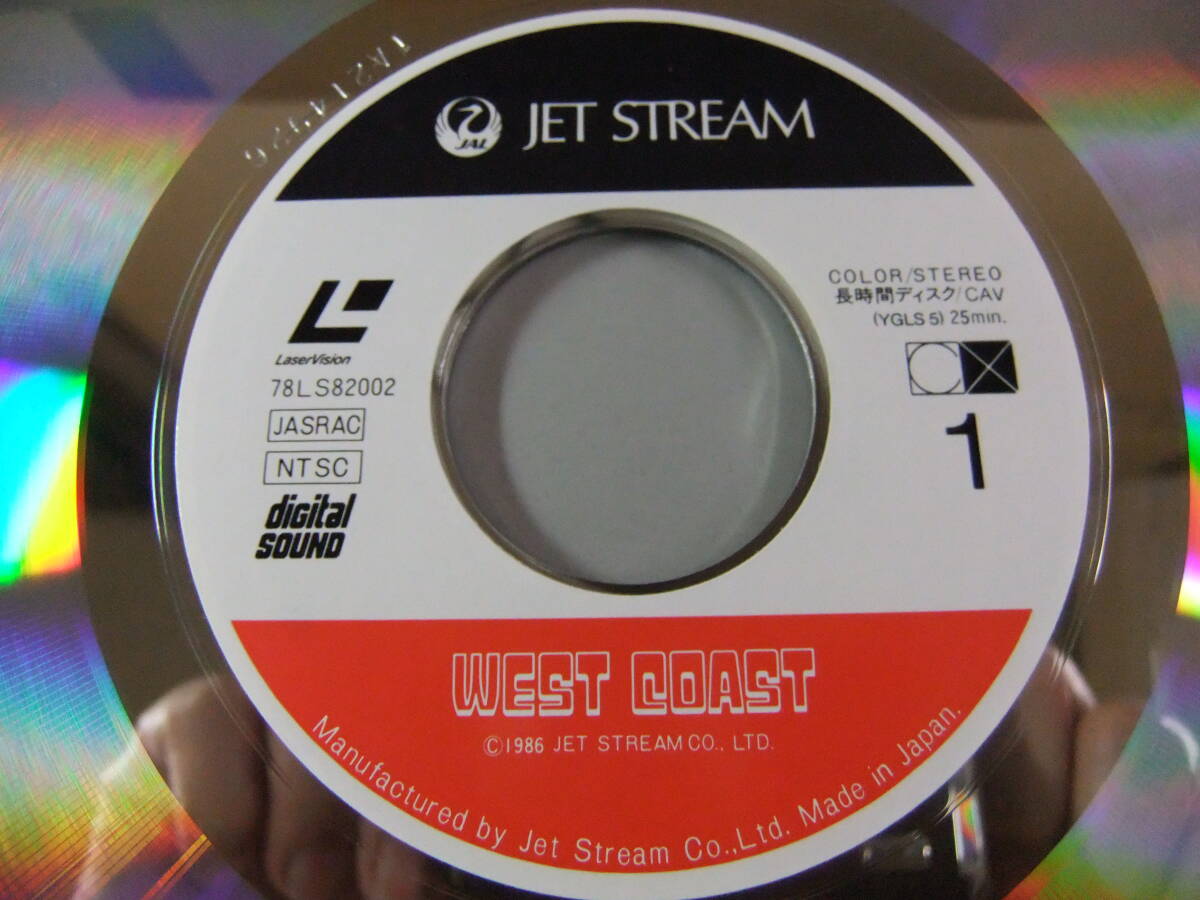 JAL
JET STREAM
LaserVision
78LS82002
JASRAC
NTSC
digital
SOUND
COLOR/STEREO
長時間ディスク/CAV
(YGLS 5) 25min.
1
WEST COAST
©1986 JET STREAM CO., LTD.
Manufactured by Jet Stream Co.,Ltd. Made in Japan.